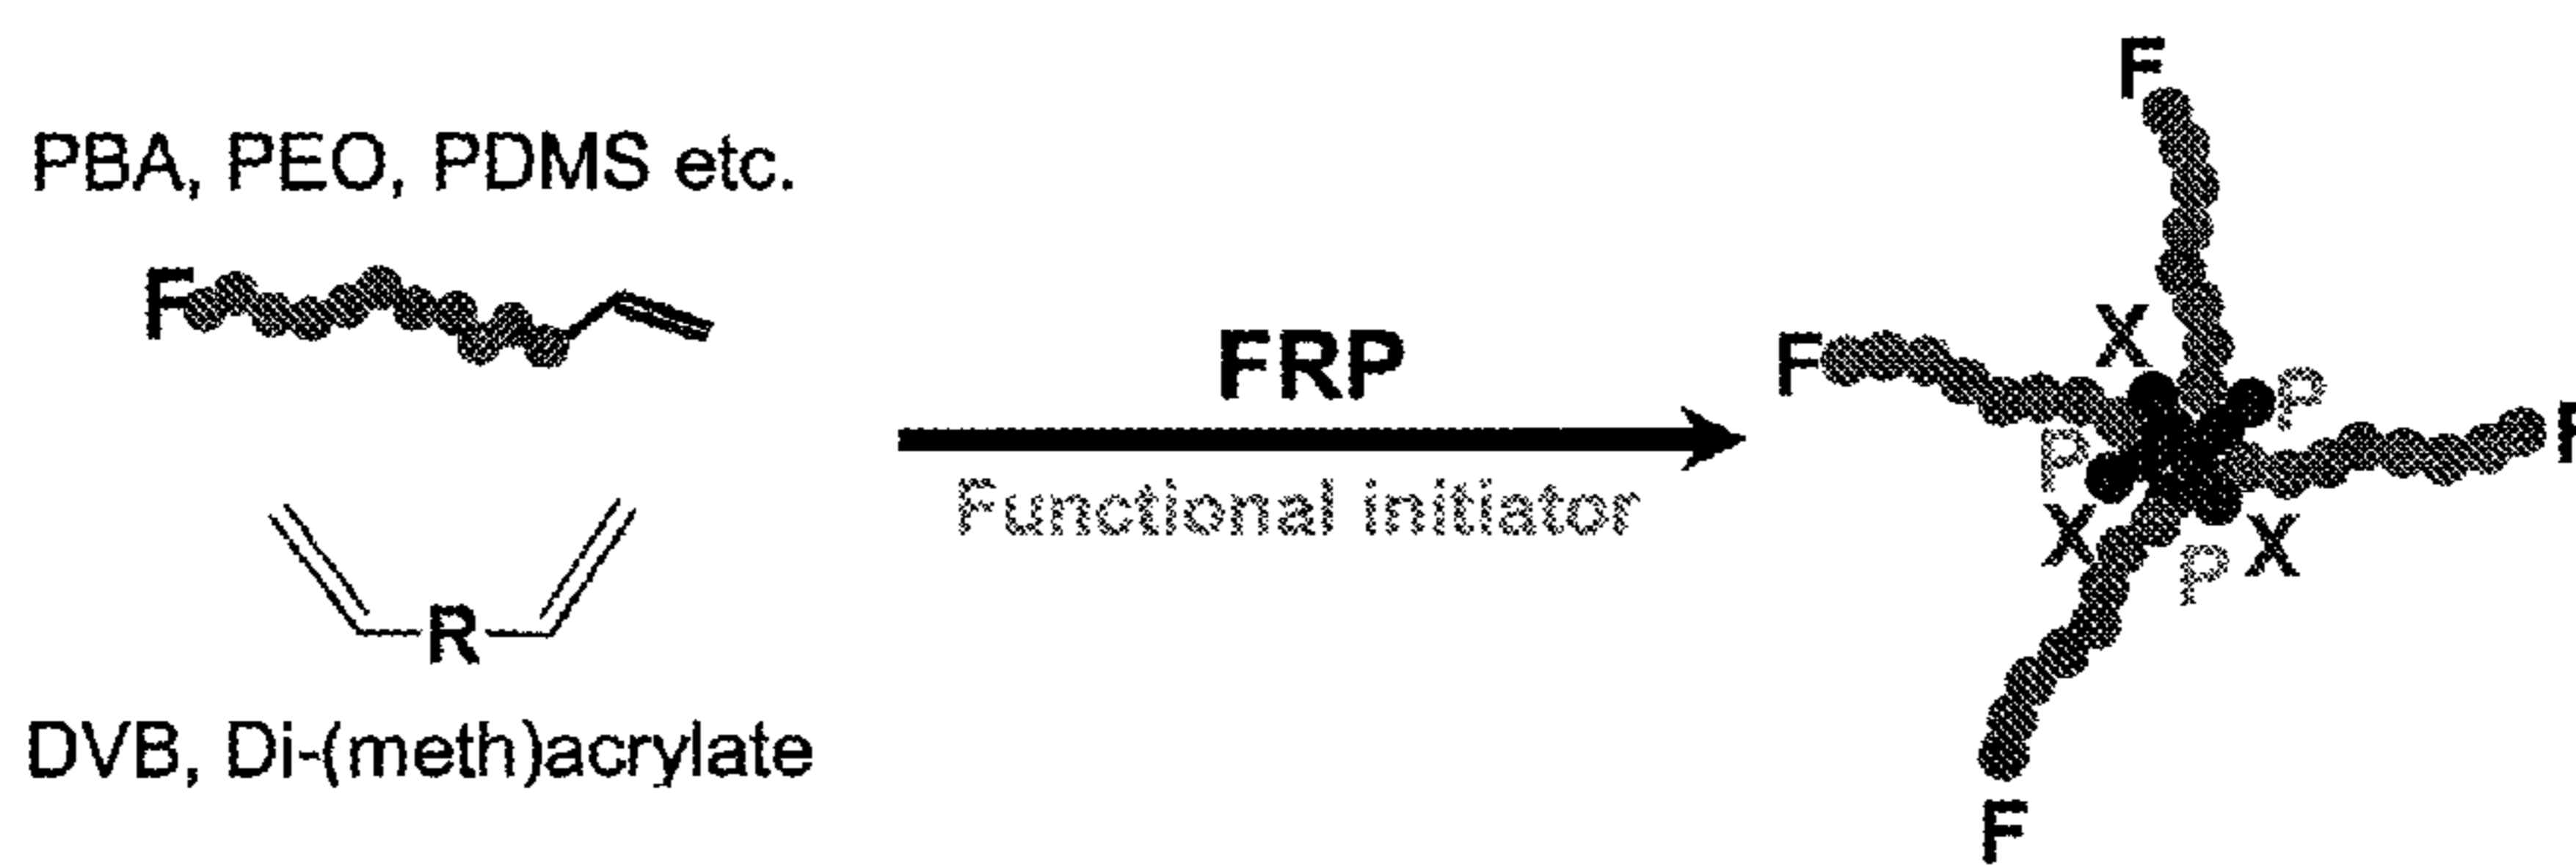 PBA, PEO, PDMS etc.
F
R
DVB, Di-(meth)acrylate
FRP
Functional initiator
F
F
X
P
P
F
X
P
X
F